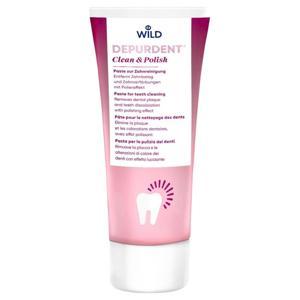 WILD
DEPURDENT
Clean & Polish
Paste zur Zahnreinigung
Entfernt Zahnbelag
und Zahnverfärbungen
mit Poliereffekt
Paste for teeth cleaning
Removes dental plaque
and teeth discoloration
with polishing effect
Pâte pour le nettoyage des dents
Elimine la plaque
et les colorations dentaires,
avec effet polissant
Pasta per la pulizia dei denti
Rimuove la placca e le
alterazioni di colore dei
denti con effetto lucidante